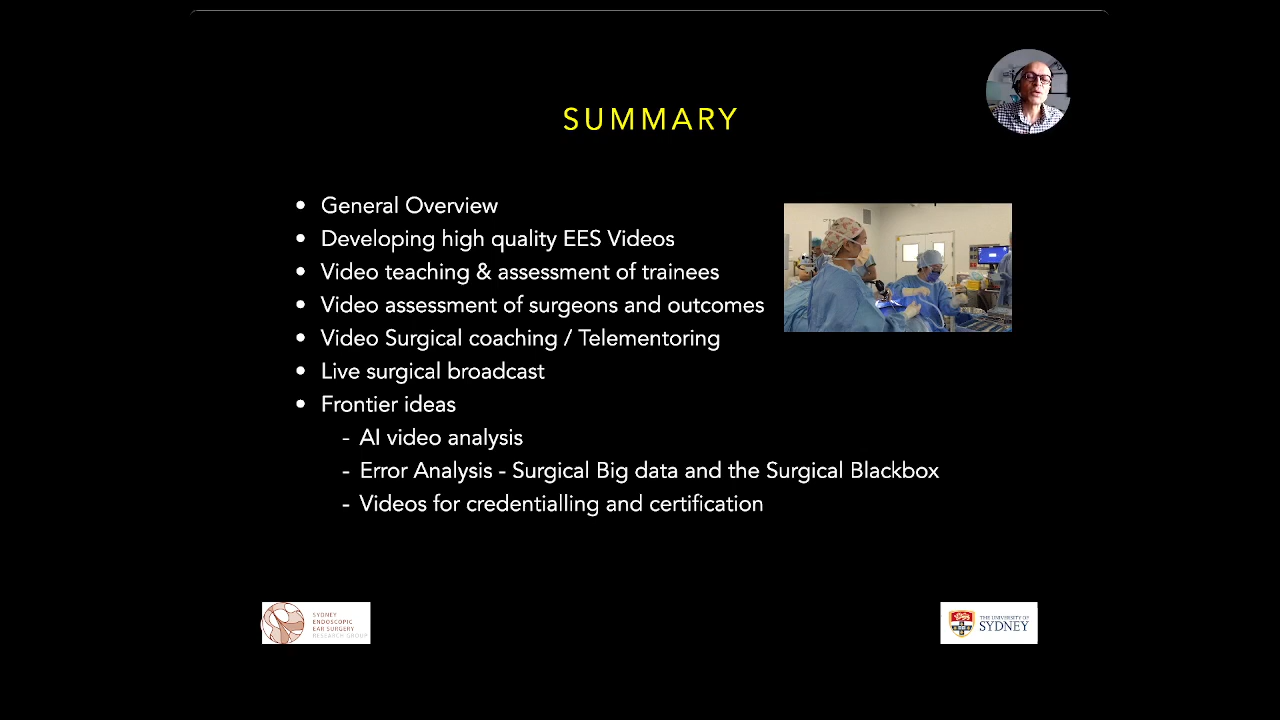 SUMMARY
• General Overview
• Developing high quality EES Videos
• Video teaching & assessment of trainees
• Video assessment of surgeons and outcomes
• Video Surgical coaching / Telementoring
• Live surgical broadcast
• Frontier ideas
- AI video analysis
- Error Analysis - Surgical Big data and the Surgical Blackbox
- Videos for credentialling and certification
SYDNEY
ENDOSCOPIC
EAR SURGERY
RESEARCH GROUP
THE UNIVERSITY OF
SYDNEY